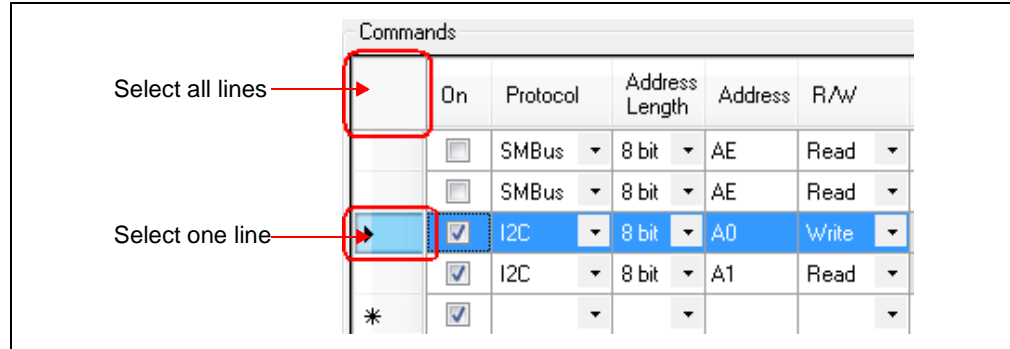 Commands
Select all lines
On Protocol Address Length Address R/W
SMBus 8 bit AE Read
SMBus 8 bit AE Read
Select one line
I2C 8 bit A0 Write
I2C 8 bit A1 Read
*